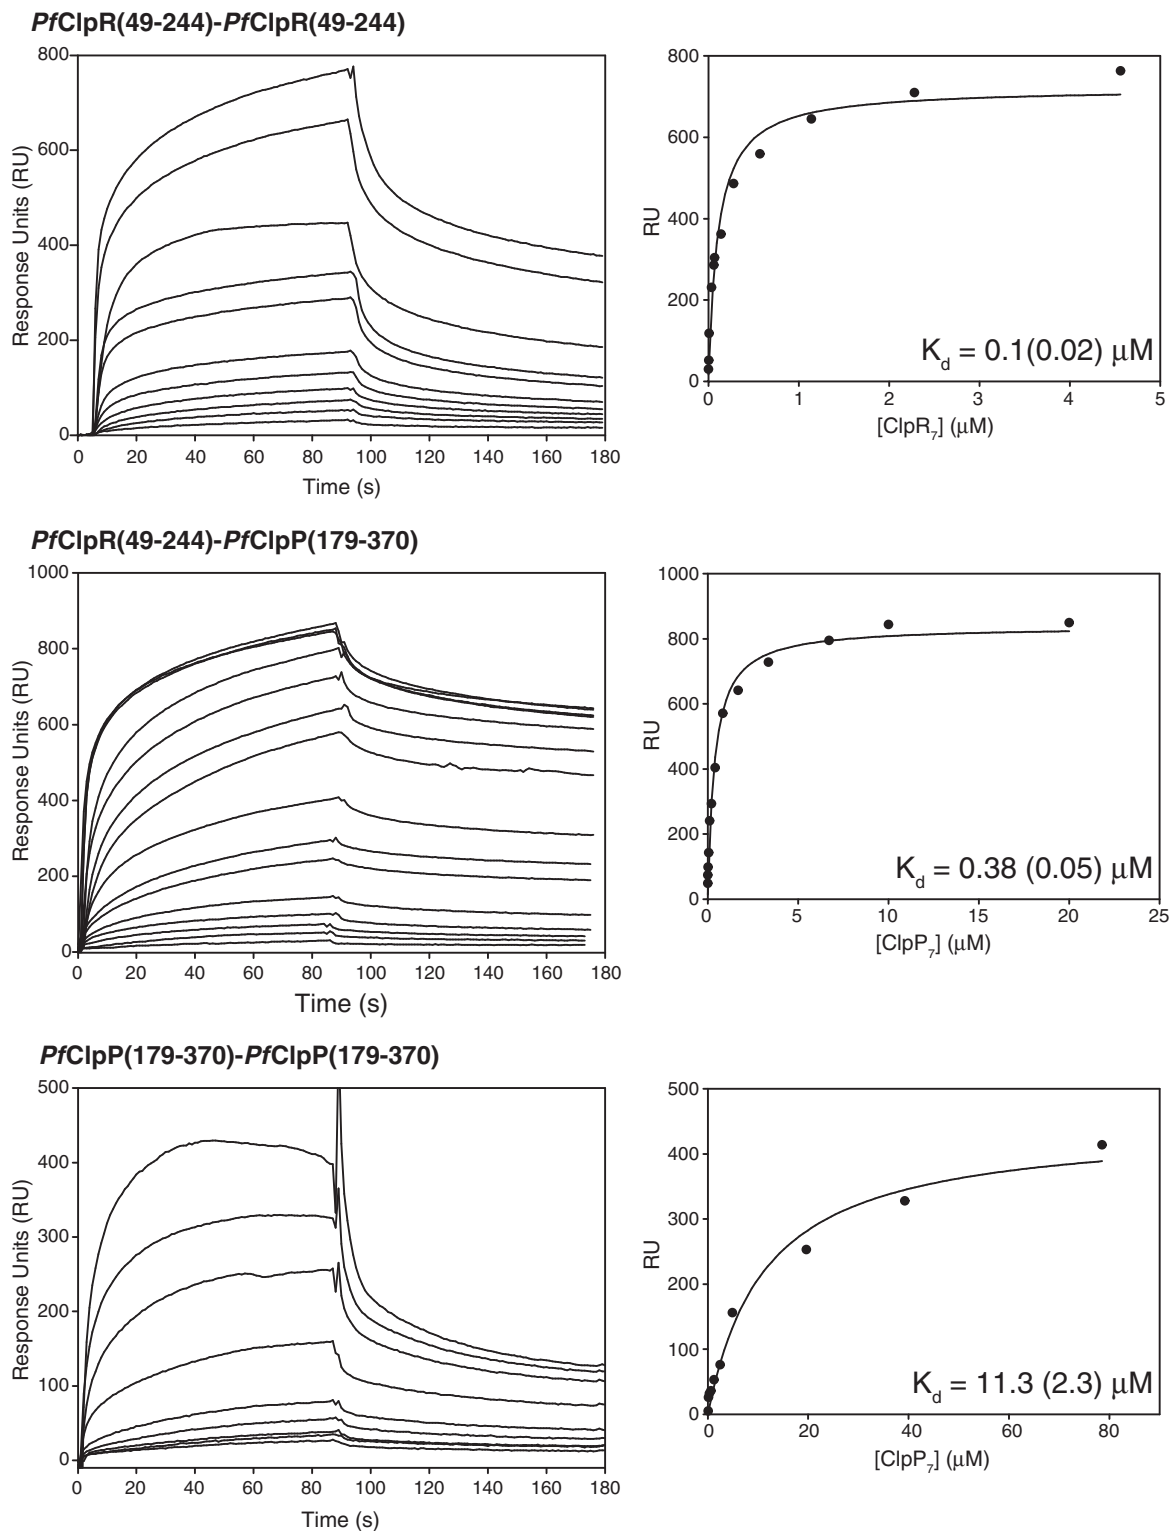 PfClpR(49-244)-PfClpR(49-244)
800
600
400
200
0
0 20 40 60 80 100 120 140 160 180
Response Units (RU)
Time (s)
800
600
400
200
0
0 1 2 3 4 5
RU
[ClpR7] (μM)
Kd = 0.1(0.02) μM
PfClpR(49-244)-PfClpP(179-370)
1000
800
600
400
200
0
0 20 40 60 80 100 120 140 160 180
Response Units (RU)
Time (s)
1000
800
600
400
200
0
0 5 10 15 20 25
RU
[ClpP7] (μM)
Kd = 0.38 (0.05) μM
PfClpP(179-370)-PfClpP(179-370)
500
400
300
200
100
0
0 20 40 60 80 100 120 140 160 180
Response Units (RU)
Time (s)
500
400
300
200
100
0
0 20 40 60 80
RU
[ClpP7] (μM)
Kd = 11.3 (2.3) μM